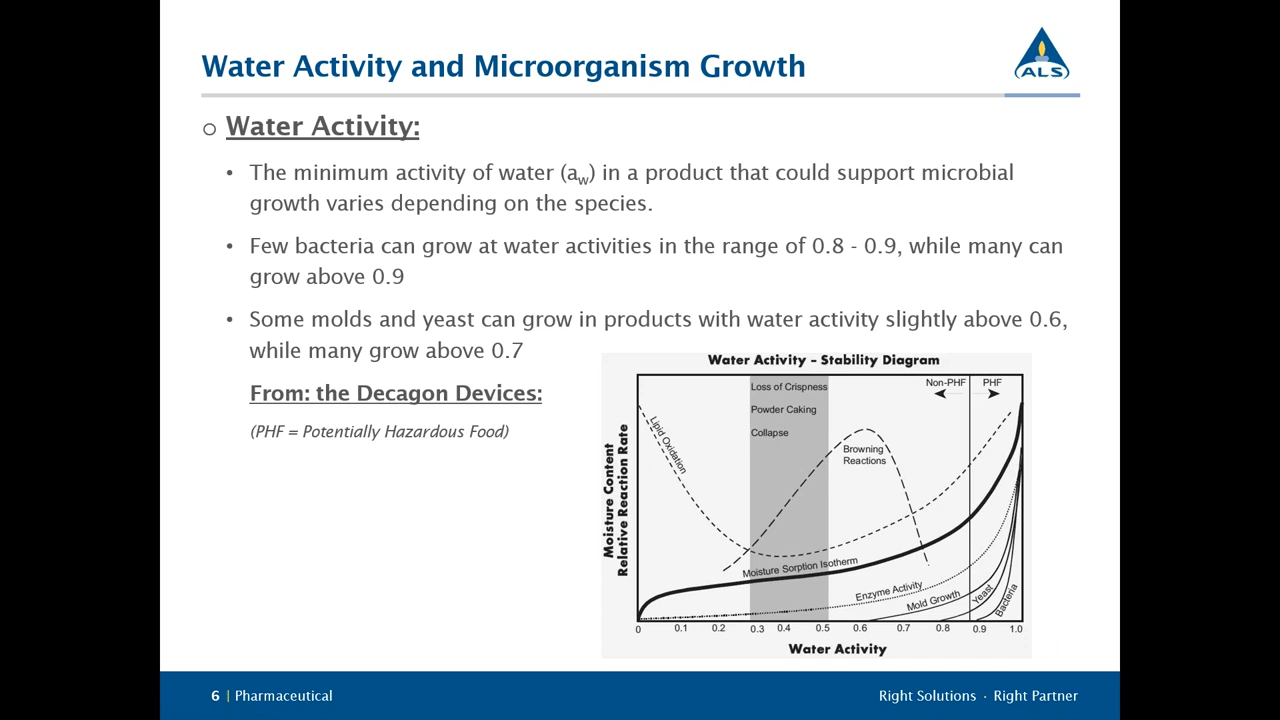 Water Activity and Microorganism Growth
ALS
Water Activity:
• The minimum activity of water (aw) in a product that could support microbial
growth varies depending on the species.
• Few bacteria can grow at water activities in the range of 0.8 - 0.9, while many can
grow above 0.9
• Some molds and yeast can grow in products with water activity slightly above 0.6,
while many grow above 0.7
From: the Decagon Devices:
(PHF = Potentially Hazardous Food)
Water Activity – Stability Diagram
Loss of Crispness
Powder Caking
Collapse
Non-PHF
PHF
Lipid Oxidation
Browning
Reactions
Moisture Content
Relative Reaction Rate
Moisture Sorption Isotherm
Enzyme Activity
Mold Growth
Yeast
Bacteria
0 0.1 0.2 0.3 0.4 0.5 0.6 0.7 0.8 0.9 1.0
Water Activity
6 | Pharmaceutical
Right Solutions · Right Partner